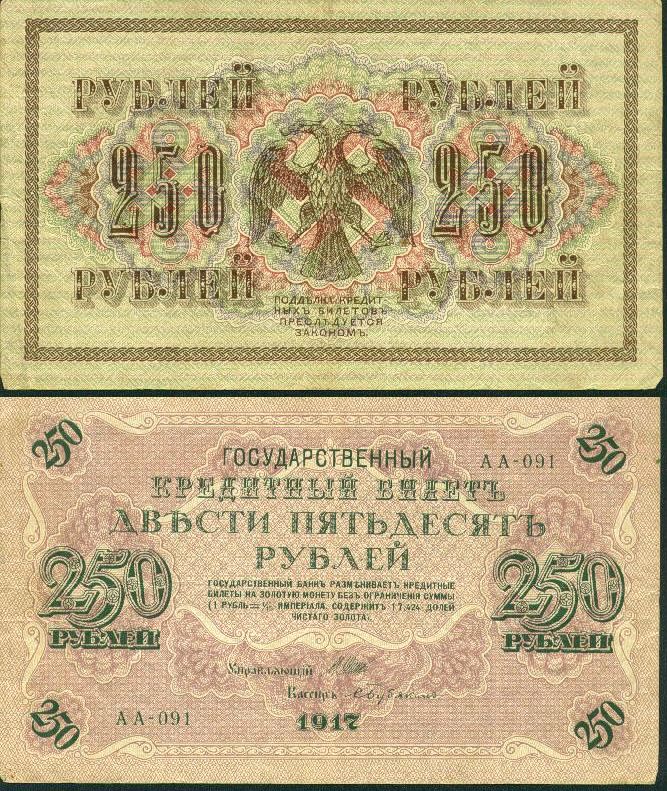 РУБЛЕЙ РУБЛЕЙ
250 250
РУБЛЕЙ РУБЛЕЙ
ПОДДѢЛКА КРЕДИТ
НЫХЪ БИЛЕТОВЪ
ПРЕСЛѢДУЕТСЯ
ЗАКОНОМЪ.
250 250
ГОСУДАРСТВЕННЫЙ АА-091
КРЕДИТНЫЙ БИЛЕТЪ
ДВѢСТИ ПЯТЬДЕСЯТЪ
РУБЛЕЙ
250 РУБЛЕЙ
250 РУБЛЕЙ
ГОСУДАРСТВЕННЫЙ БАНКЪ РАЗМѢНИВАЕТЪ КРЕДИТНЫЕ
БИЛЕТЫ НА ЗОЛОТУЮ МОНЕТУ БЕЗЪ ОГРАНИЧЕНІЯ СУММЫ
(1 РУБЛЬ = 1/15 ИМПЕРІАЛА, СОДЕРЖИТЪ 17,424 ДОЛЕЙ
ЧИСТАГО ЗОЛОТА).
Управляющій
Кассиръ
АА-091 1917
250 250